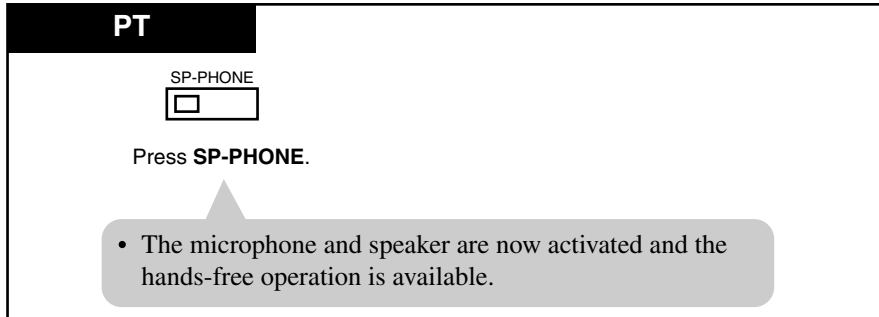 PT
SP-PHONE
Press SP-PHONE.
• The microphone and speaker are now activated and the
hands-free operation is available.